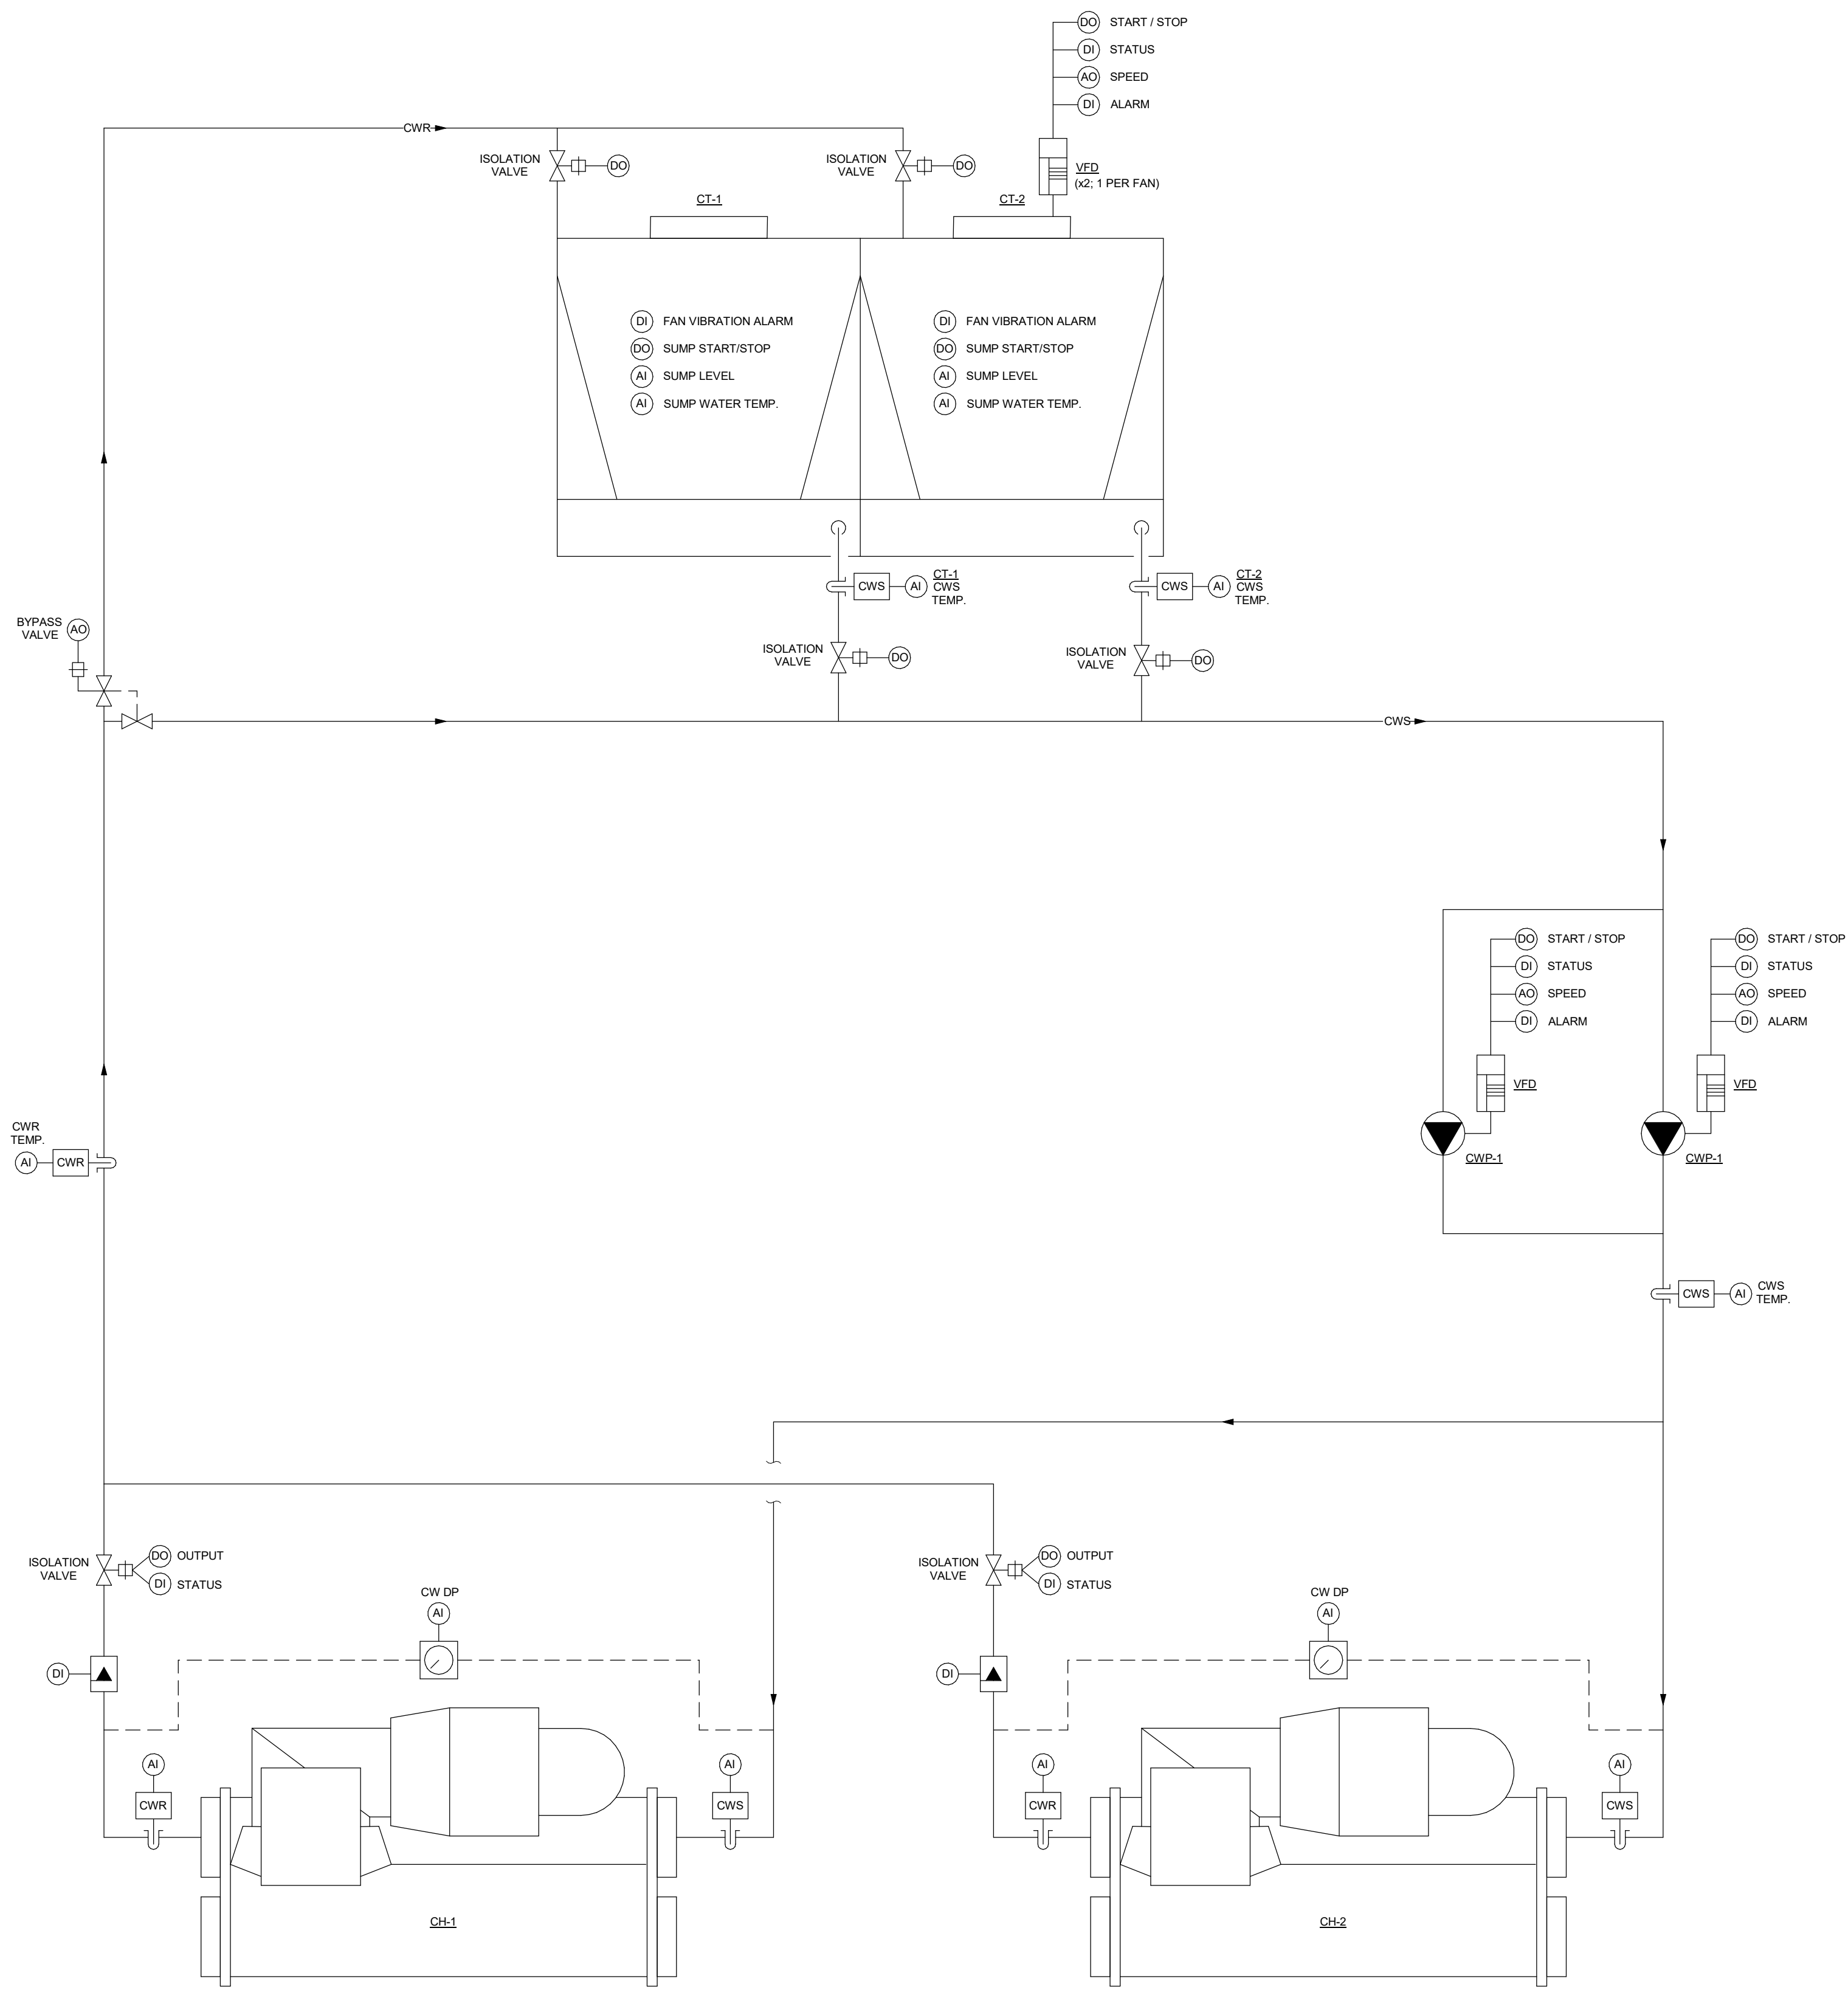 DO START / STOP
DI STATUS
AO SPEED
DI ALARM
CWR
ISOLATION
VALVE
DO
ISOLATION
VALVE
DO
VFD
(x2; 1 PER FAN)
CT-1
CT-2
DI FAN VIBRATION ALARM
DO SUMP START/STOP
AI SUMP LEVEL
AI SUMP WATER TEMP.
DI FAN VIBRATION ALARM
DO SUMP START/STOP
AI SUMP LEVEL
AI SUMP WATER TEMP.
CWS AI
CT-1
CWS
TEMP.
CWS AI
CT-2
CWS
TEMP.
BYPASS
VALVE
AO
ISOLATION
VALVE
DO
ISOLATION
VALVE
DO
CWS
DO START / STOP
DI STATUS
AO SPEED
DI ALARM
VFD
CWP-1
DO START / STOP
DI STATUS
AO SPEED
DI ALARM
VFD
CWP-1
CWR
TEMP.
AI CWR
CWS AI
CWS
TEMP.
ISOLATION
VALVE
DO OUTPUT
DI STATUS
CW DP
AI
DI
AI
CWR
AI
CWS
CH-1
ISOLATION
VALVE
DO OUTPUT
DI STATUS
CW DP
AI
DI
AI
CWR
AI
CWS
CH-2